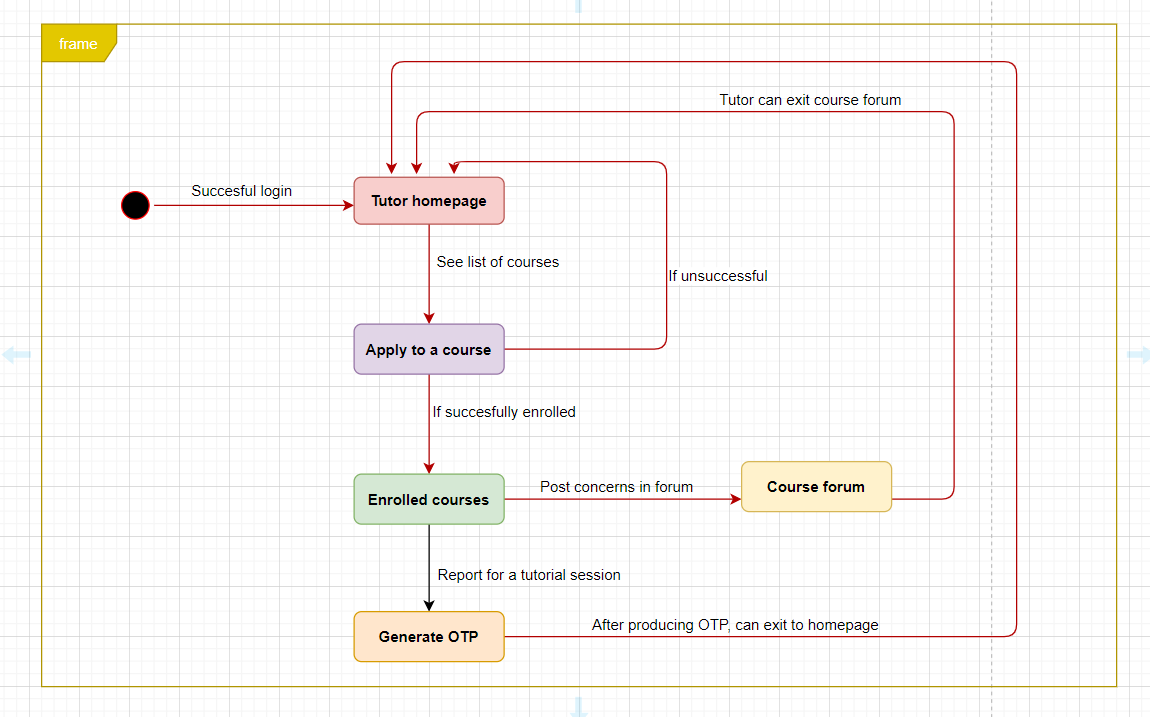 frame
Tutor can exit course forum
Succesful login
Tutor homepage
See list of courses
If unsuccessful
Apply to a course
If succesfully enrolled
Post concerns in forum
Course forum
Enrolled courses
Report for a tutorial session
After producing OTP, can exit to homepage
Generate OTP